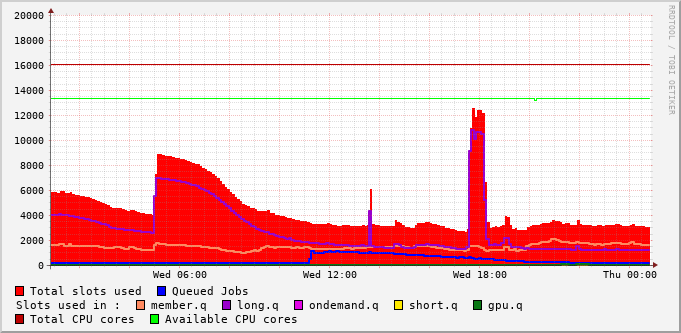 20000
18000
16000
14000
12000
10000
8000
6000
4000
2000
0
Wed 06:00 Wed 12:00 Wed 18:00 Thu 00:00
RRDTOOL / TOBI OETIKER
Total slots used Queued Jobs
Slots used in : member.q long.q ondemand.q short.q gpu.q
Total CPU cores Available CPU cores